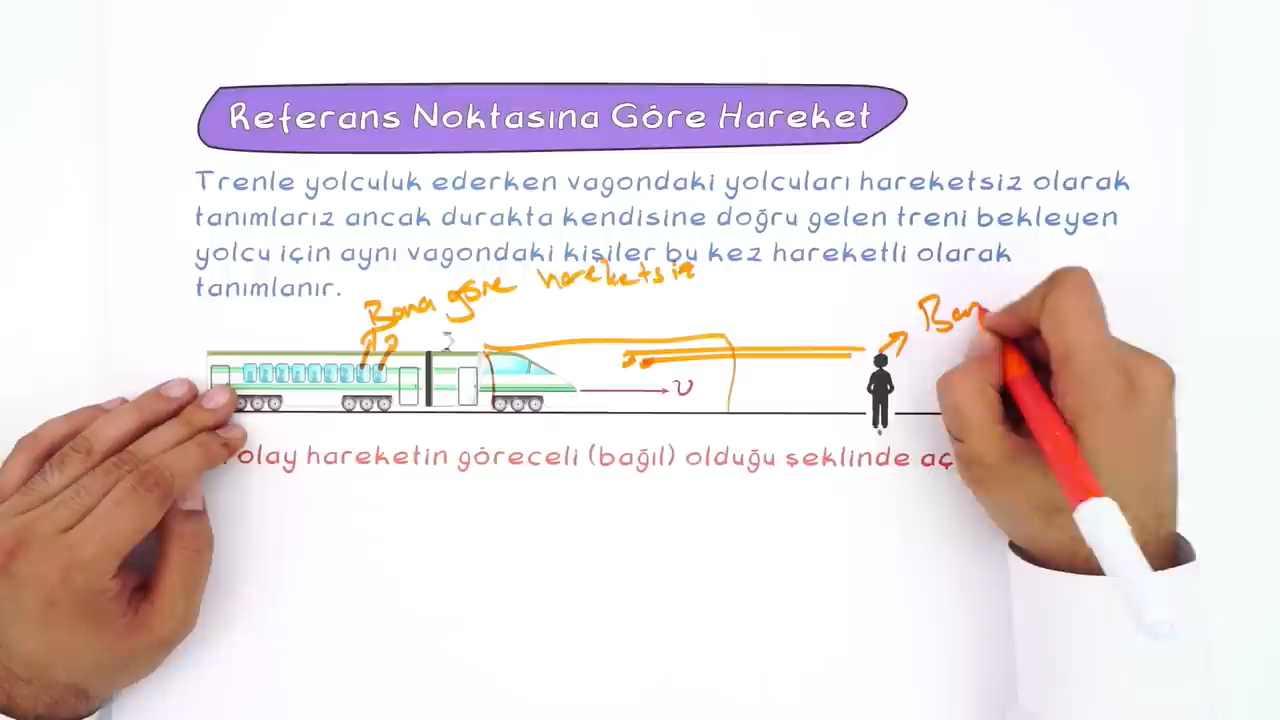 Referans Noktasına Göre Hareket
Trenle yolculuk ederken vagondaki yolcuları hareketsiz olarak
tanımlarız ancak durakta kendisine doğru gelen treni bekleyen
yolcu için aynı vagondaki kişiler bu kez hareketli olarak
tanımlanır.
Bana göre hareketsiz
Ban
v
olay hareketin göreceli (bağıl) olduğu şeklinde aç